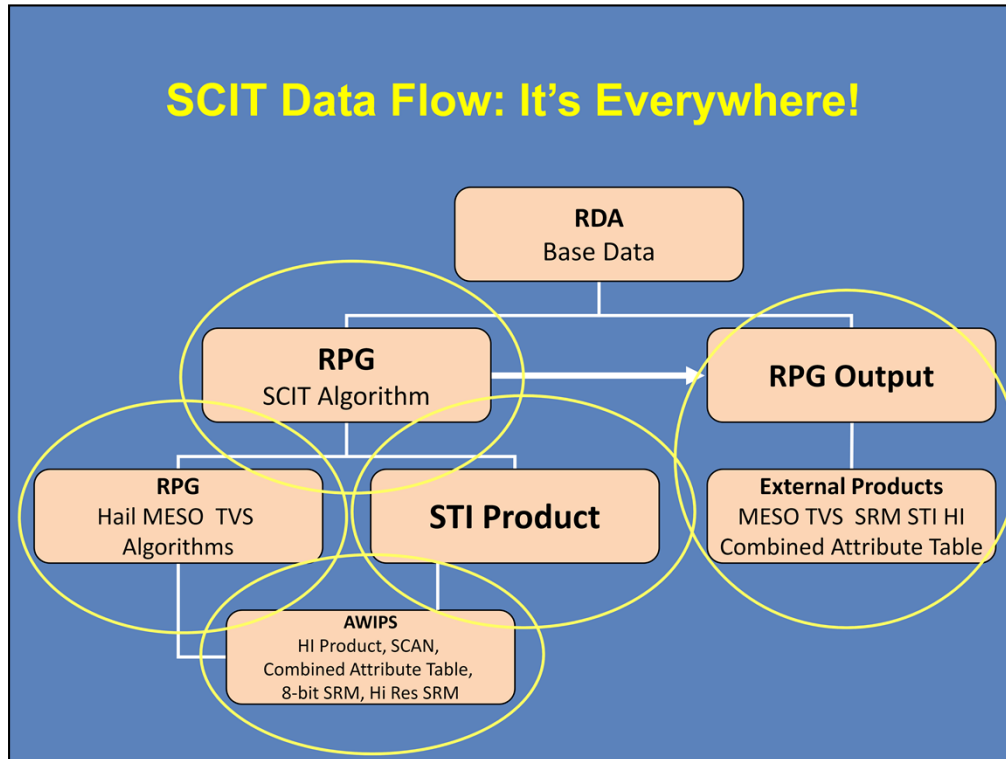 SCIT Data Flow: It's Everywhere!
RDA
Base Data
RPG
SCIT Algorithm
RPG Output
RPG
Hail MESO TVS
Algorithms
STI Product
External Products
MESO TVS SRM STI HI
Combined Attribute Table
AWIPS
HI Product, SCAN,
Combined Attribute Table,
8-bit SRM, Hi Res SRM